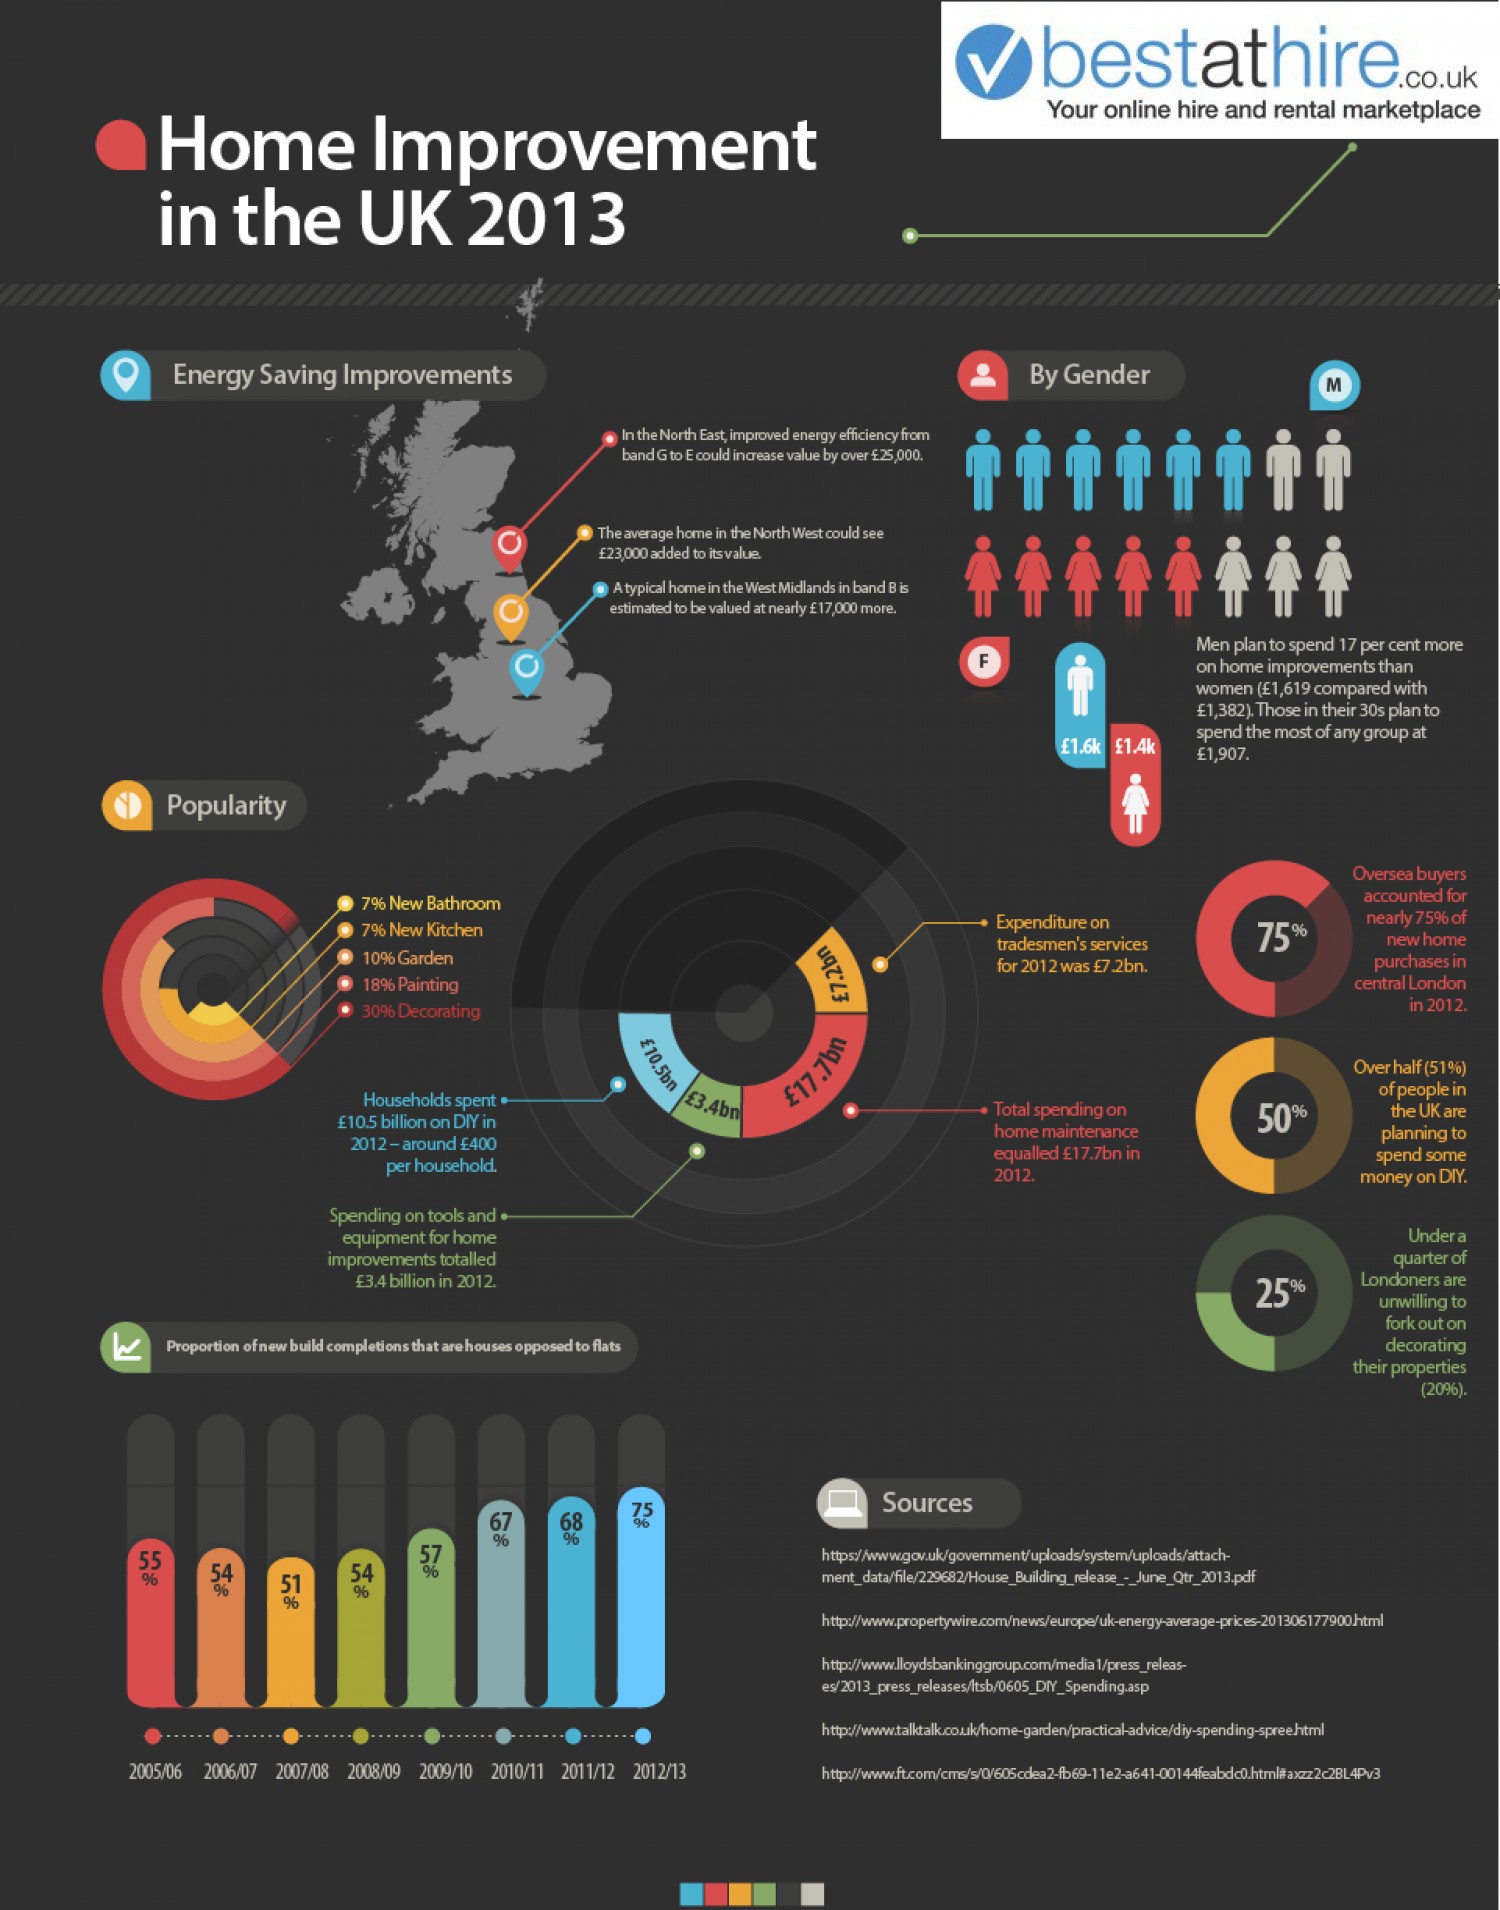 bestathire.co.uk
Your online hire and rental marketplace
Home Improvement
in the UK 2013
Energy Saving Improvements
In the North East, improved energy efficiency from
band G to E could increase value by over £25,000.
The average home in the North West could see
£23,000 added to its value.
A typical home in the West Midlands in band B is
estimated to be valued at nearly £17,000 more.
By Gender
M
F
£1.6k
£1.4k
Men plan to spend 17 per cent more
on home improvements than
women (£1,619 compared with
£1,382). Those in their 30s plan to
spend the most of any group at
£1,907.
Popularity
7% New Bathroom
7% New Kitchen
10% Garden
18% Painting
30% Decorating
£7.2bn
£17.7bn
£3.4bn
£10.5bn
Expenditure on
tradesmen's services
for 2012 was £7.2bn.
Total spending on
home maintenance
equalled £17.7bn in
2012.
Households spent
£10.5 billion on DIY in
2012 – around £400
per household.
Spending on tools and
equipment for home
improvements totalled
£3.4 billion in 2012.
75%
Oversea buyers
accounted for
nearly 75% of
new home
purchases in
central London
in 2012.
50%
Over half (51%)
of people in
the UK are
planning to
spend some
money on DIY.
25%
Under a
quarter of
Londoners are
unwilling to
fork out on
decorating
their properties
(20%).
Proportion of new build completions that are houses opposed to flats
55
%
54
%
51
%
54
%
57
%
67
%
68
%
75
%
2005/06 2006/07 2007/08 2008/09 2009/10 2010/11 2011/12 2012/13
Sources
https://www.gov.uk/government/uploads/system/uploads/attach-
ment_data/file/229682/House_Building_release_-_June_Qtr_2013.pdf
http://www.propertywire.com/news/europe/uk-energy-average-prices-201306177900.html
http://www.lloydsbankinggroup.com/media1/press_releas-
es/2013_press_releases/ltsb/0605_DIY_Spending.asp
http://www.talktalk.co.uk/home-garden/practical-advice/diy-spending-spree.html
http://www.ft.com/cms/s/0/605cdea2-fb69-11e2-a641-00144feabdc0.html#axzz2c2BL4Pv3